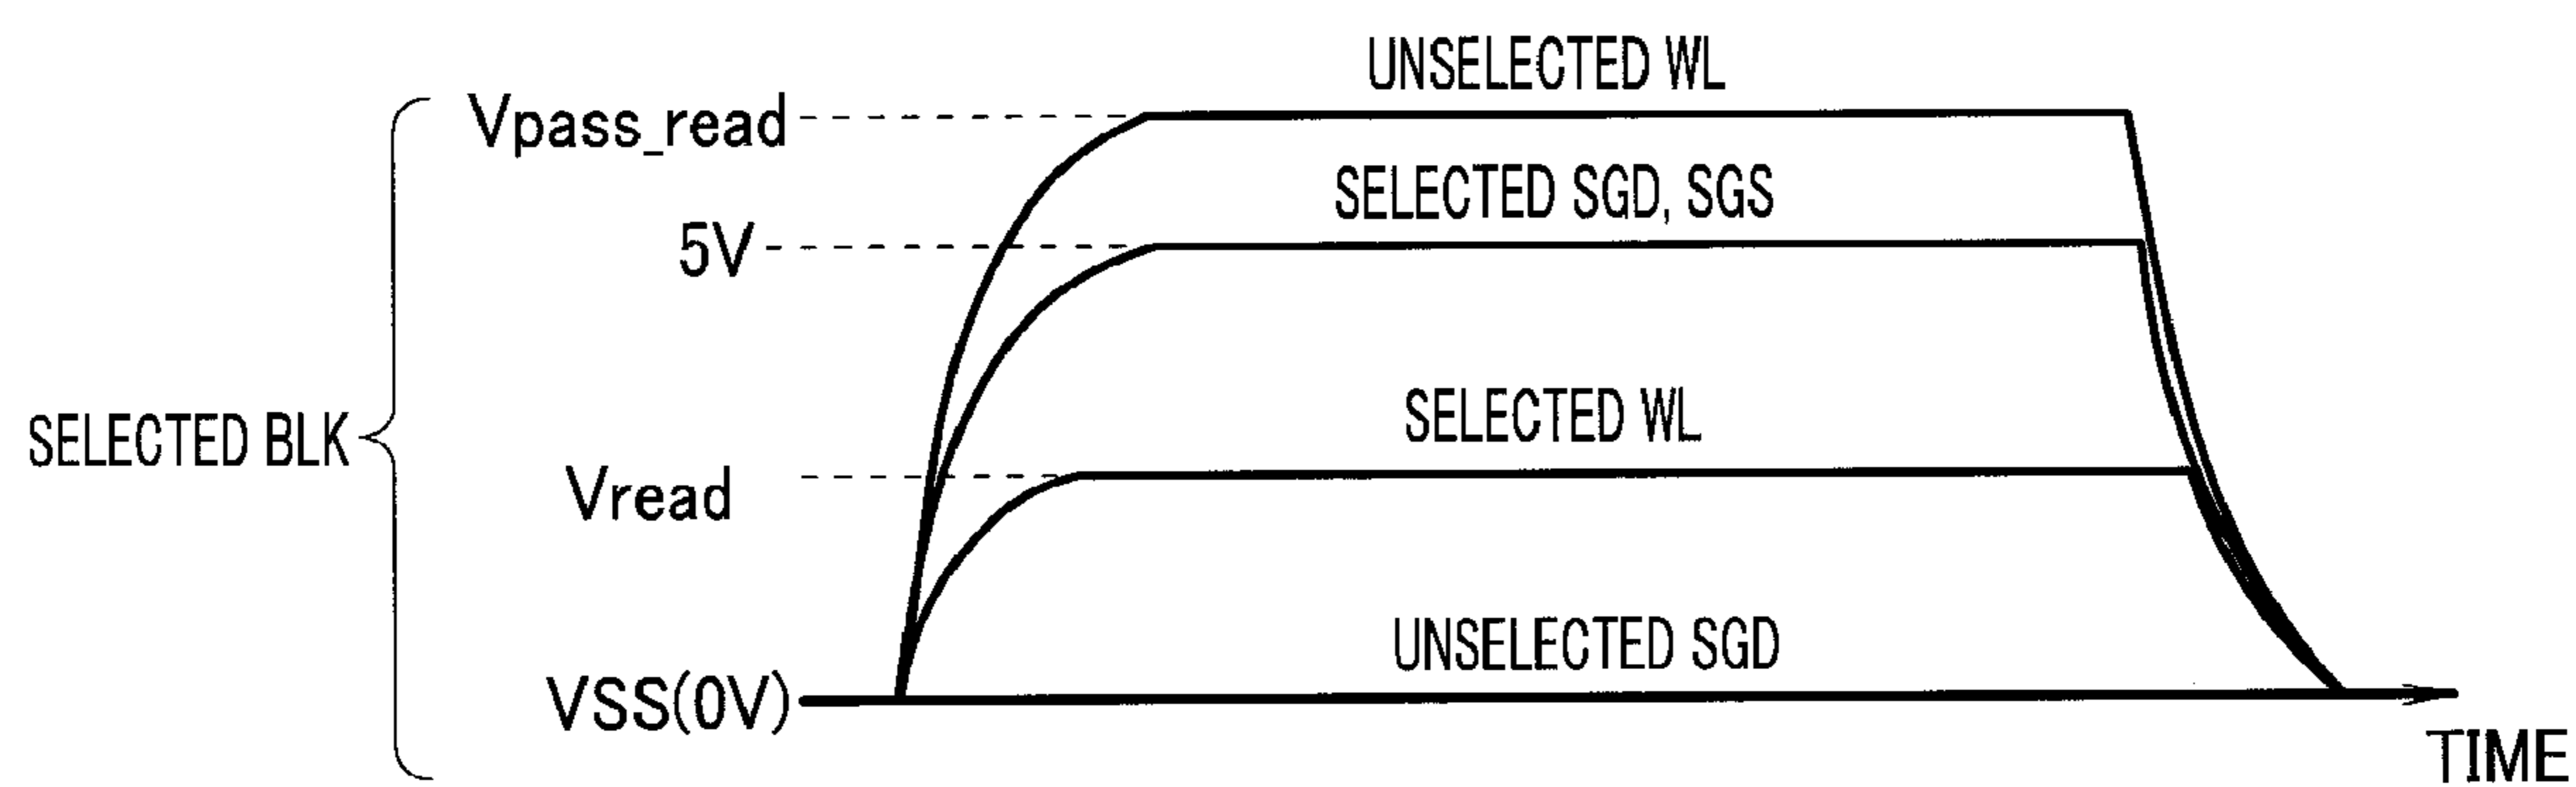 UNSELECTED WL
Vpass_read
SELECTED SGD, SGS
5V
SELECTED WL
SELECTED BLK
Vread
UNSELECTED SGD
VSS(0V)
TIME